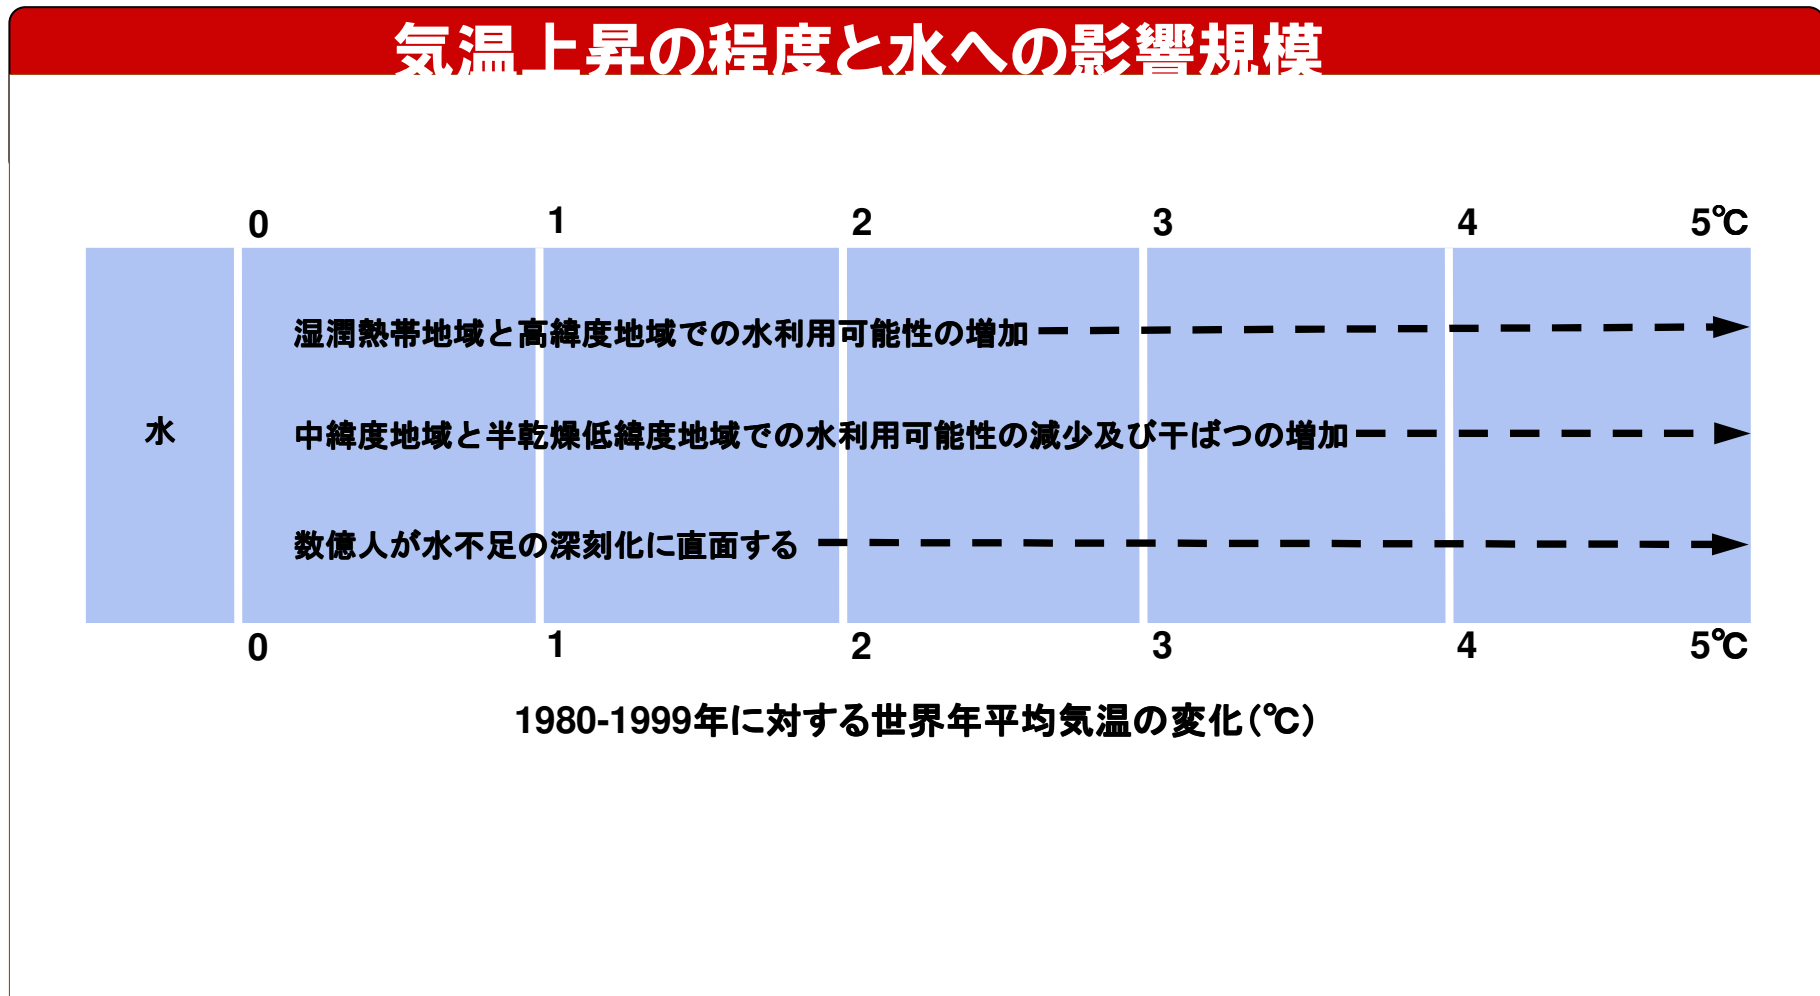 気温上昇の程度と水への影響規模
0 1 2 3 4 5℃
湿潤熱帯地域と高緯度地域での水利用可能性の増加
水
中緯度地域と半乾燥低緯度地域での水利用可能性の減少及び干ばつの増加
数億人が水不足の深刻化に直面する
0 1 2 3 4 5℃
1980-1999年に対する世界年平均気温の変化(℃)